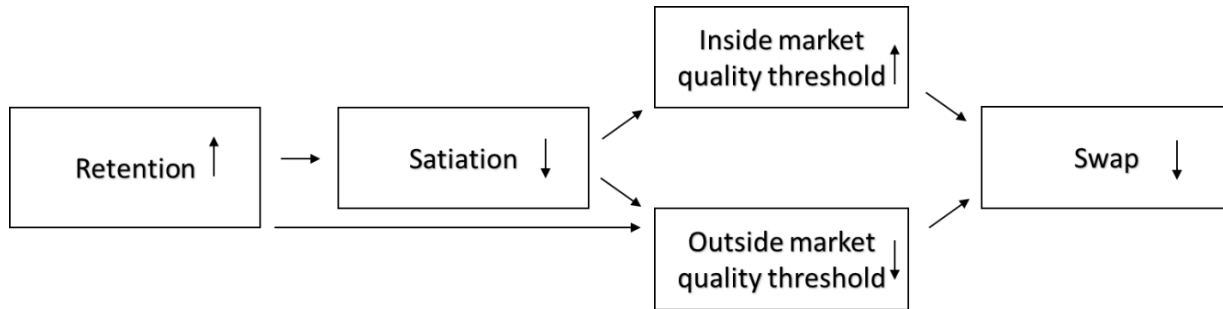 Retention
Satiation
Inside market
quality threshold
Outside market
quality threshold
Swap